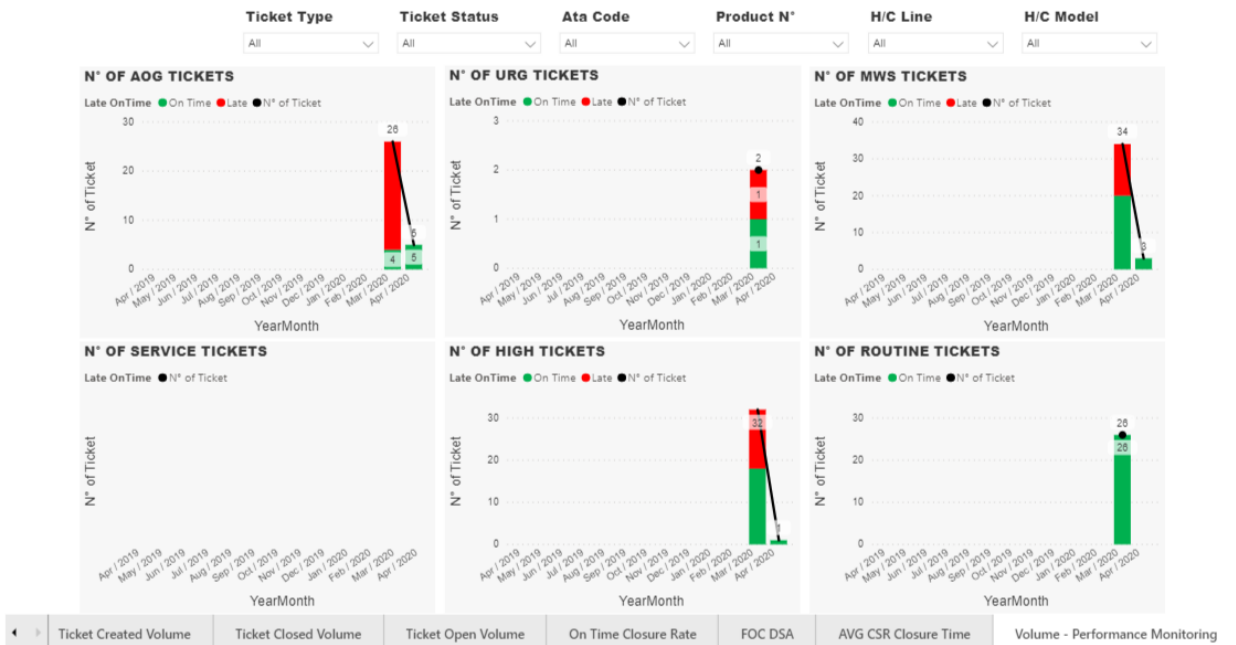 Ticket Type Ticket Status Ata Code Product N° H/C Line H/C Model
All All All All All All
N° OF AOG TICKETS
Late OnTime On Time Late N° of Ticket
N° of Ticket
30
20
10
0
26
4
5
5
Apr / 2019 May / 2019 Jun / 2019 Jul / 2019 Aug / 2019 Sep / 2019 Oct / 2019 Nov / 2019 Dec / 2019 Jan / 2020 Feb / 2020 Mar / 2020 Apr / 2020
YearMonth
N° OF URG TICKETS
Late OnTime On Time Late N° of Ticket
N° of Ticket
3
2
1
0
2
1
1
Apr / 2019 May / 2019 Jun / 2019 Jul / 2019 Aug / 2019 Sep / 2019 Oct / 2019 Nov / 2019 Dec / 2019 Jan / 2020 Feb / 2020 Mar / 2020 Apr / 2020
YearMonth
N° OF MWS TICKETS
Late OnTime On Time Late N° of Ticket
N° of Ticket
40
30
20
10
0
34
3
Apr / 2019 May / 2019 Jun / 2019 Jul / 2019 Aug / 2019 Sep / 2019 Oct / 2019 Nov / 2019 Dec / 2019 Jan / 2020 Feb / 2020 Mar / 2020 Apr / 2020
YearMonth
N° OF SERVICE TICKETS
Late OnTime N° of Ticket
N° of Ticket
Apr / 2019 May / 2019 Jun / 2019 Jul / 2019 Aug / 2019 Sep / 2019 Oct / 2019 Nov / 2019 Dec / 2019 Jan / 2020 Feb / 2020 Mar / 2020 Apr / 2020
YearMonth
N° OF HIGH TICKETS
Late OnTime On Time Late N° of Ticket
N° of Ticket
30
20
10
0
32
1
Apr / 2019 May / 2019 Jun / 2019 Jul / 2019 Aug / 2019 Sep / 2019 Oct / 2019 Nov / 2019 Dec / 2019 Jan / 2020 Feb / 2020 Mar / 2020 Apr / 2020
YearMonth
N° OF ROUTINE TICKETS
Late OnTime On Time N° of Ticket
N° of Ticket
30
20
10
0
26
26
Apr / 2019 May / 2019 Jun / 2019 Jul / 2019 Aug / 2019 Sep / 2019 Oct / 2019 Nov / 2019 Dec / 2019 Jan / 2020 Feb / 2020 Mar / 2020 Apr / 2020
YearMonth
Ticket Created Volume Ticket Closed Volume Ticket Open Volume On Time Closure Rate FOC DSA AVG CSR Closure Time Volume - Performance Monitoring